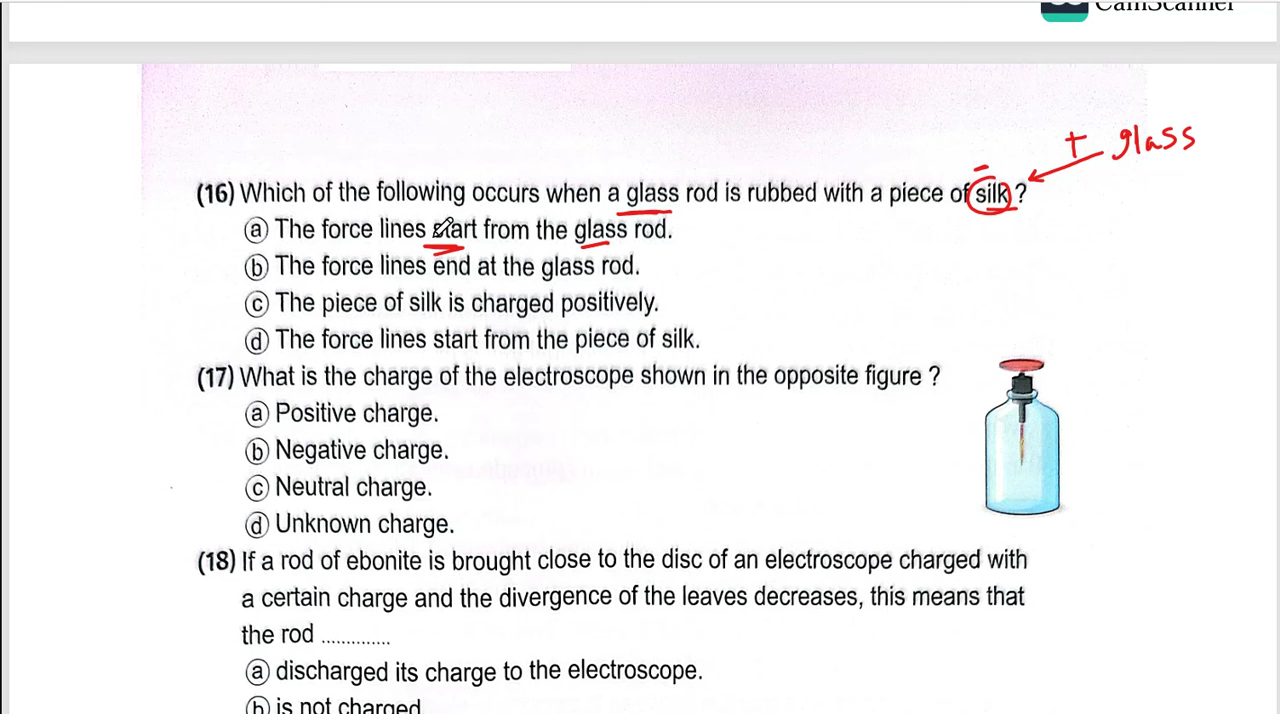 CamScanner
+ glass
–
(16) Which of the following occurs when a glass rod is rubbed with a piece of silk ?
ⓐ The force lines start from the glass rod.
ⓑ The force lines end at the glass rod.
ⓒ The piece of silk is charged positively.
ⓓ The force lines start from the piece of silk.
(17) What is the charge of the electroscope shown in the opposite figure ?
ⓐ Positive charge.
ⓑ Negative charge.
ⓒ Neutral charge.
ⓓ Unknown charge.
(18) If a rod of ebonite is brought close to the disc of an electroscope charged with
a certain charge and the divergence of the leaves decreases, this means that
the rod ..............
ⓐ discharged its charge to the electroscope.
ⓑ is not charged